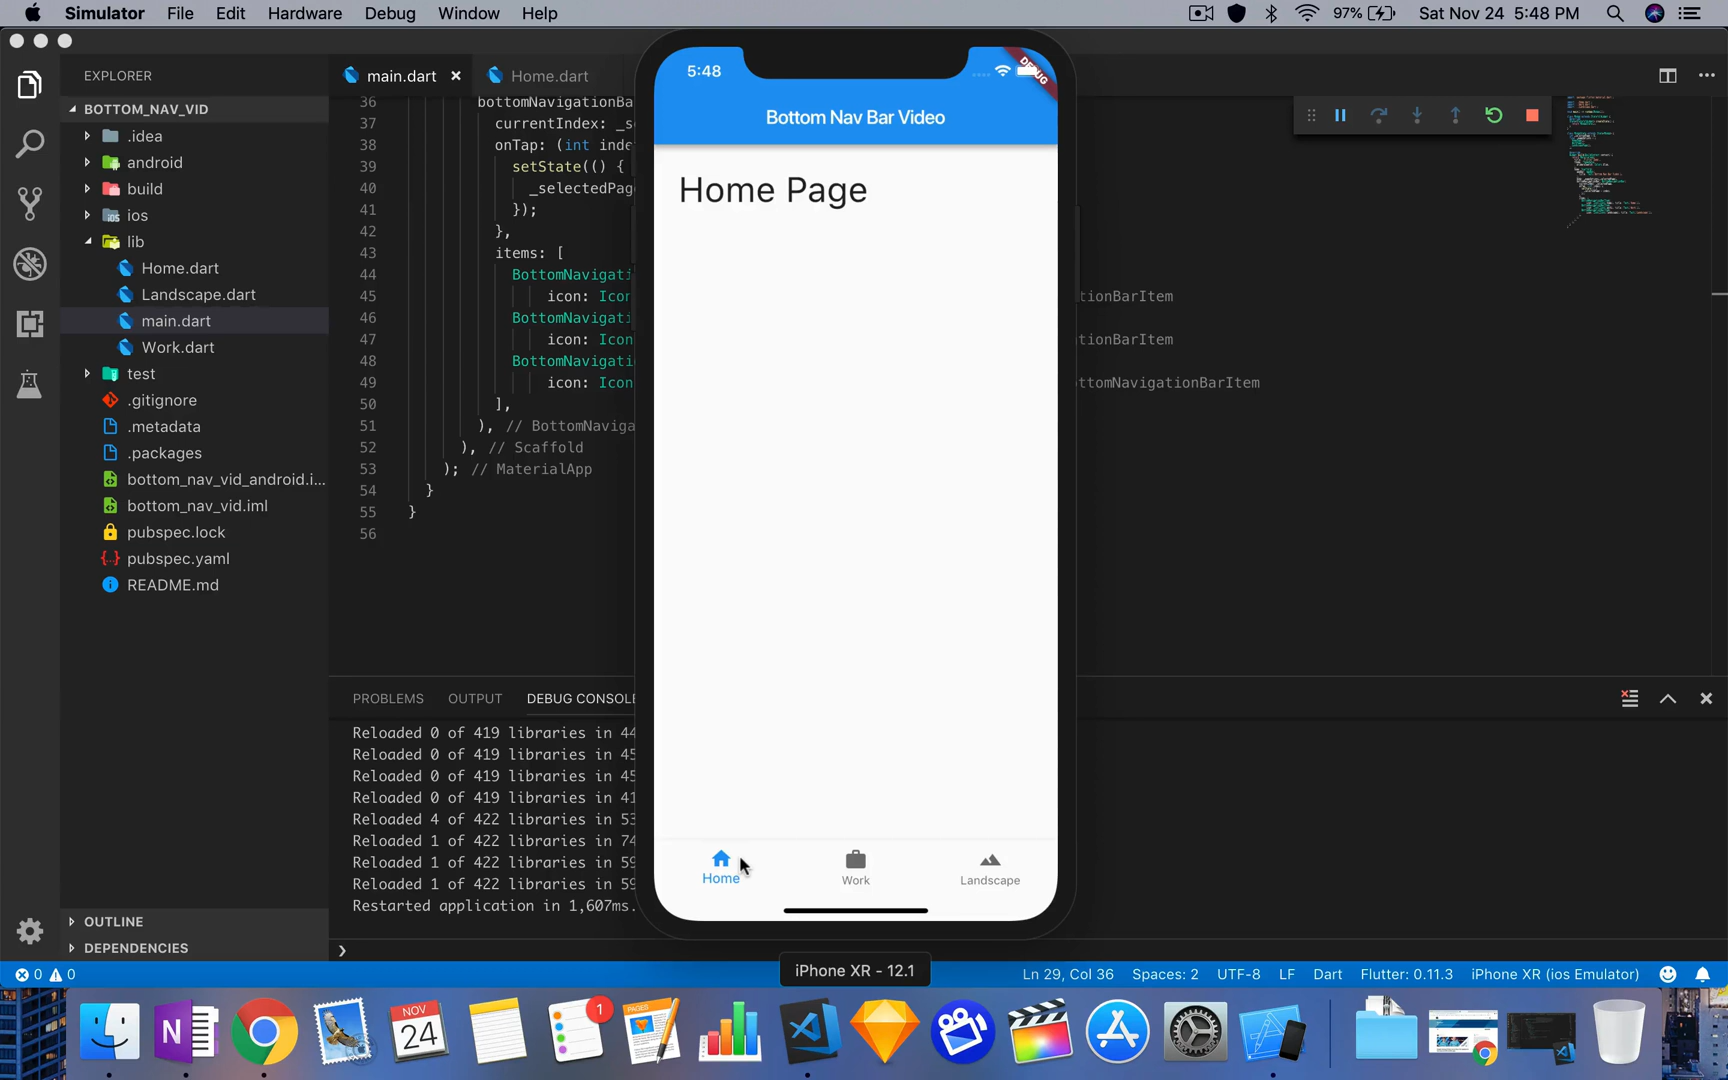 Simulator File Edit Hardware Debug Window Help
97% Sat Nov 24 5:48 PM
EXPLORER
BOTTOM_NAV_VID
.idea
android
build
ios
lib
Home.dart
Landscape.dart
main.dart
Work.dart
test
.gitignore
.metadata
.packages
bottom_nav_vid_android.i...
bottom_nav_vid.iml
pubspec.lock
pubspec.yaml
README.md
OUTLINE
DEPENDENCIES
main.dart Home.dart
36 bottomNavigationBa
37 currentIndex: _s
38 onTap: (int inde
39 setState(() {
40 _selectedPa
41 });
42 },
43 items: [
44 BottomNavigati
45 icon: Icon
tionBarItem
46 BottomNavigati
47 icon: Icon
tionBarItem
48 BottomNavigati
49 icon: Icon
ottomNavigationBarItem
50 ],
51 ), // BottomNaviga
52 ), // Scaffold
53 ); // MaterialApp
54 }
55 }
56
PROBLEMS OUTPUT DEBUG CONSOLE
Reloaded 0 of 419 libraries in 44
Reloaded 0 of 419 libraries in 45
Reloaded 0 of 419 libraries in 45
Reloaded 0 of 419 libraries in 41
Reloaded 4 of 422 libraries in 53
Reloaded 1 of 422 libraries in 74
Reloaded 1 of 422 libraries in 59
Reloaded 1 of 422 libraries in 59
Restarted application in 1,607ms.
5:48
DEBUG
Bottom Nav Bar Video
Home Page
Home Work Landscape
iPhone XR - 12.1
0 0
Ln 29, Col 36 Spaces: 2 UTF-8 LF Dart Flutter: 0.11.3 iPhone XR (ios Emulator)
N
NOV
24
1
PAGES